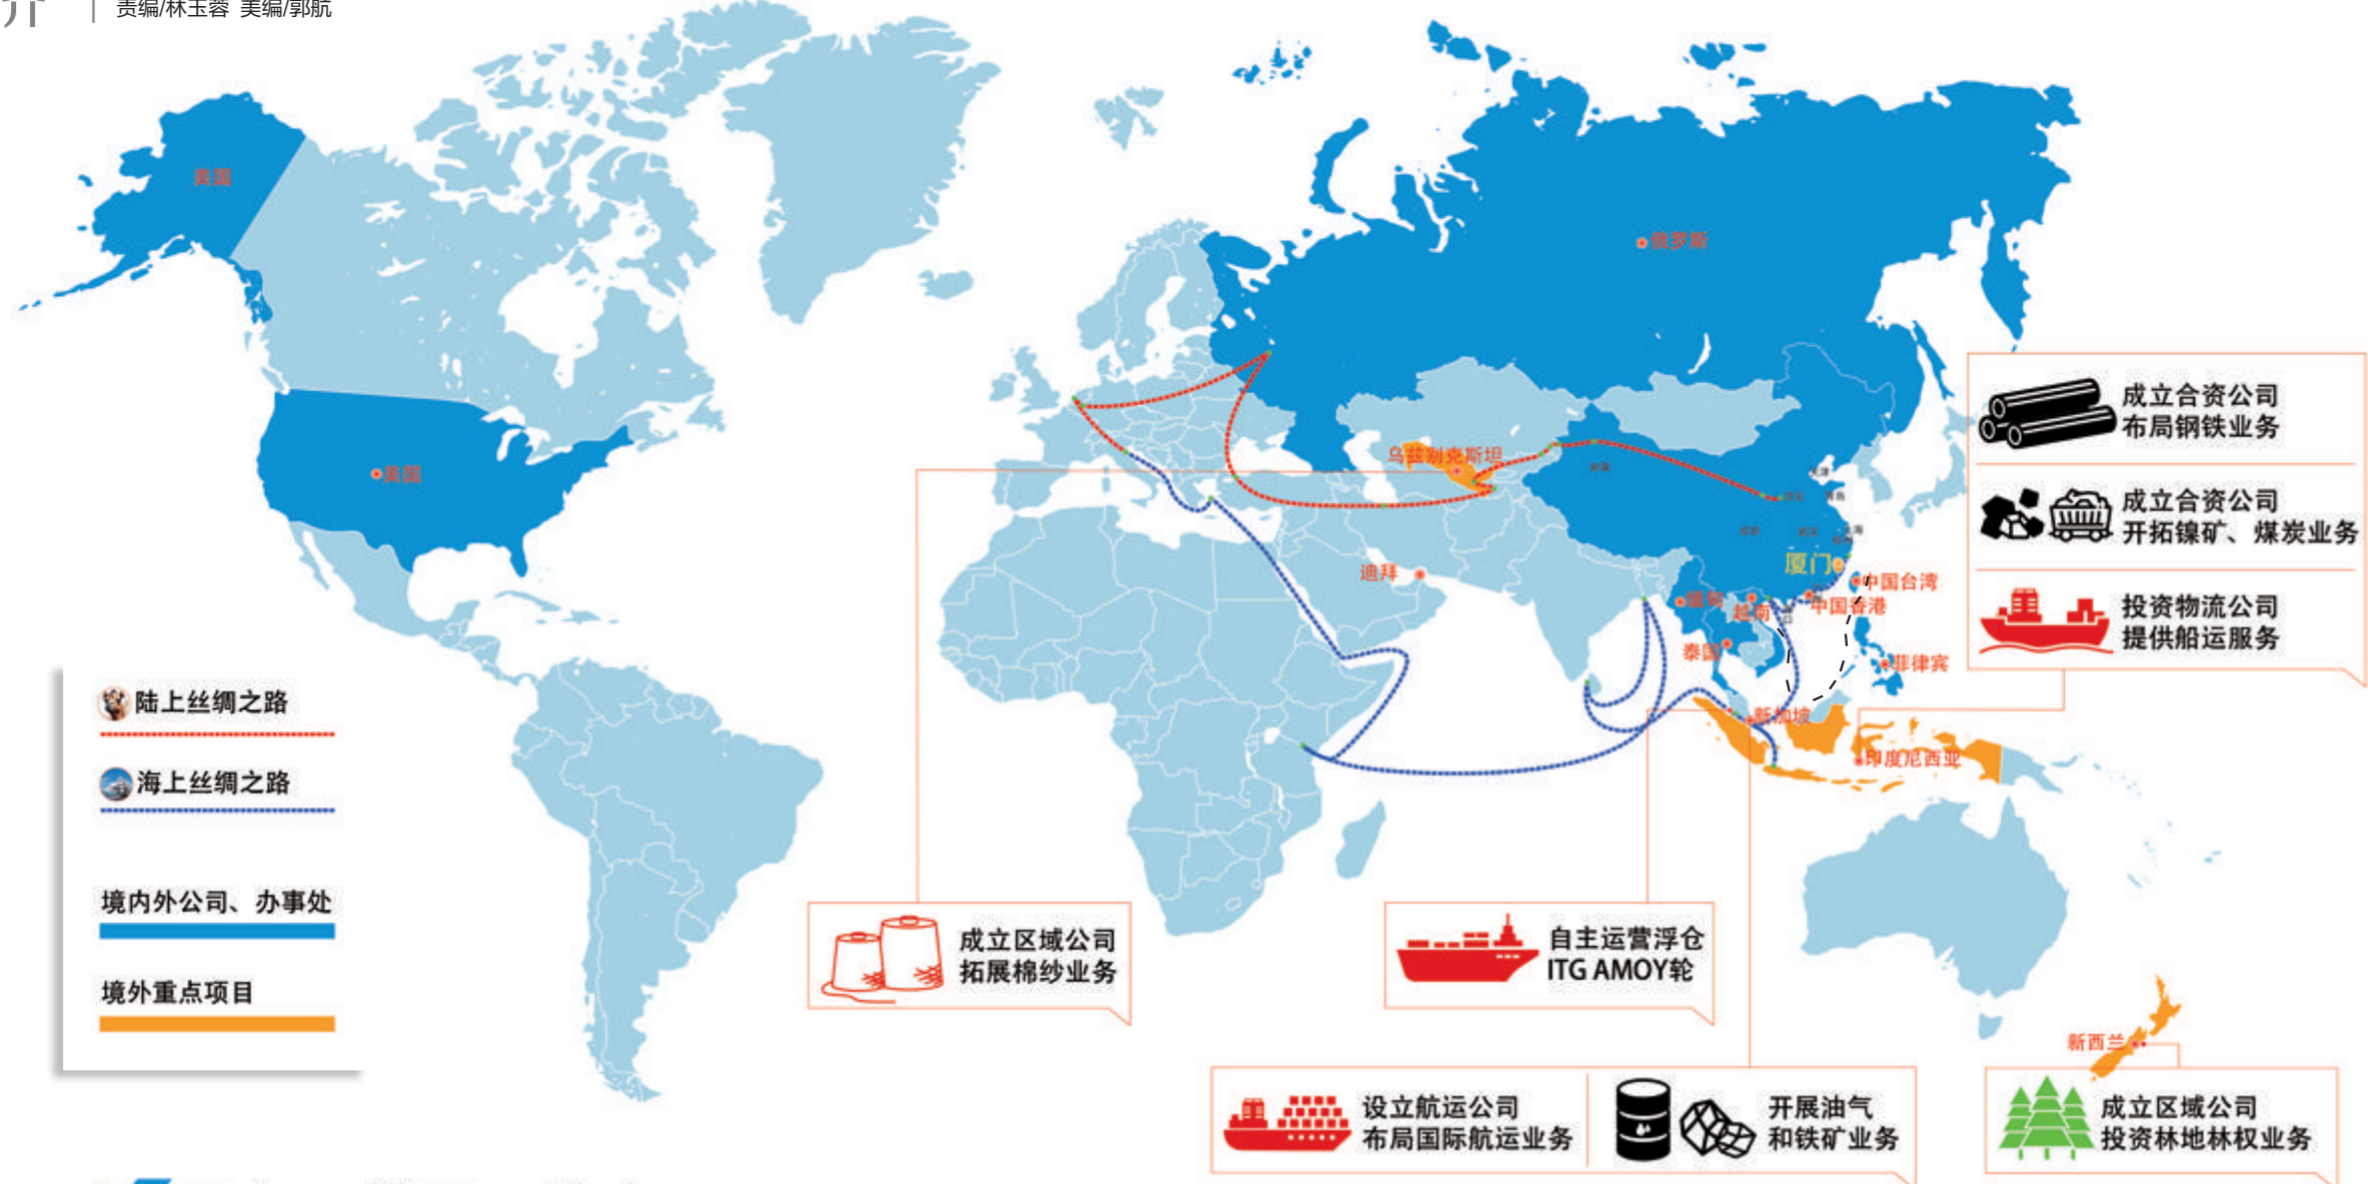 介
责编/林玉蓉 美编/郭航
美国
俄罗斯
美国
乌兹别克斯坦
迪拜
厦门
中国台湾
中国香港
缅甸
越南
泰国
菲律宾
新加坡
印度尼西亚
新西兰
成立合资公司
布局钢铁业务
成立合资公司
开拓镍矿、煤炭业务
投资物流公司
提供船运服务
陆上丝绸之路
海上丝绸之路
境内外公司、办事处
境外重点项目
成立区域公司
拓展棉纱业务
自主运营浮仓
ITG AMOY轮
设立航运公司
布局国际航运业务
开展油气
和铁矿业务
成立区域公司
投资林地林权业务